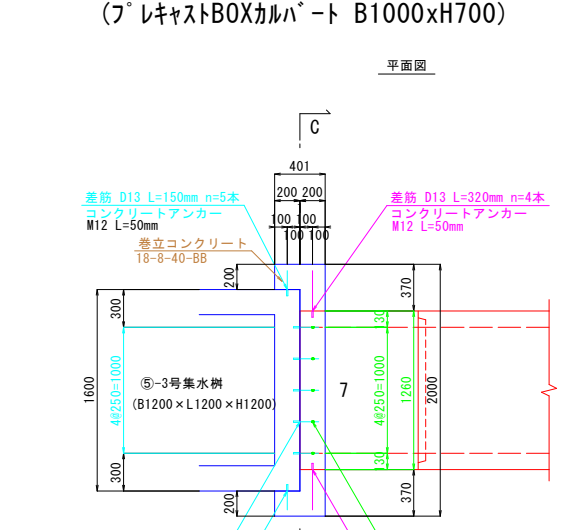 (プレキャストBOXカルバート B1000xH700)
平面図
C
401
200 200
差筋 D13 L=150mm n=5本
コンクリートアンカー
M12 L=50mm
差筋 D13 L=320mm n=4本
コンクリートアンカー
M12 L=50mm
100 100
100 100
巻立コンクリート
18-8-40-BB
200
370
300
130
1600
4@250=1000
⑤-3号集水桝
(B1200×L1200×H1200)
7
4@250=1000
1260
2000
300
130
200
370